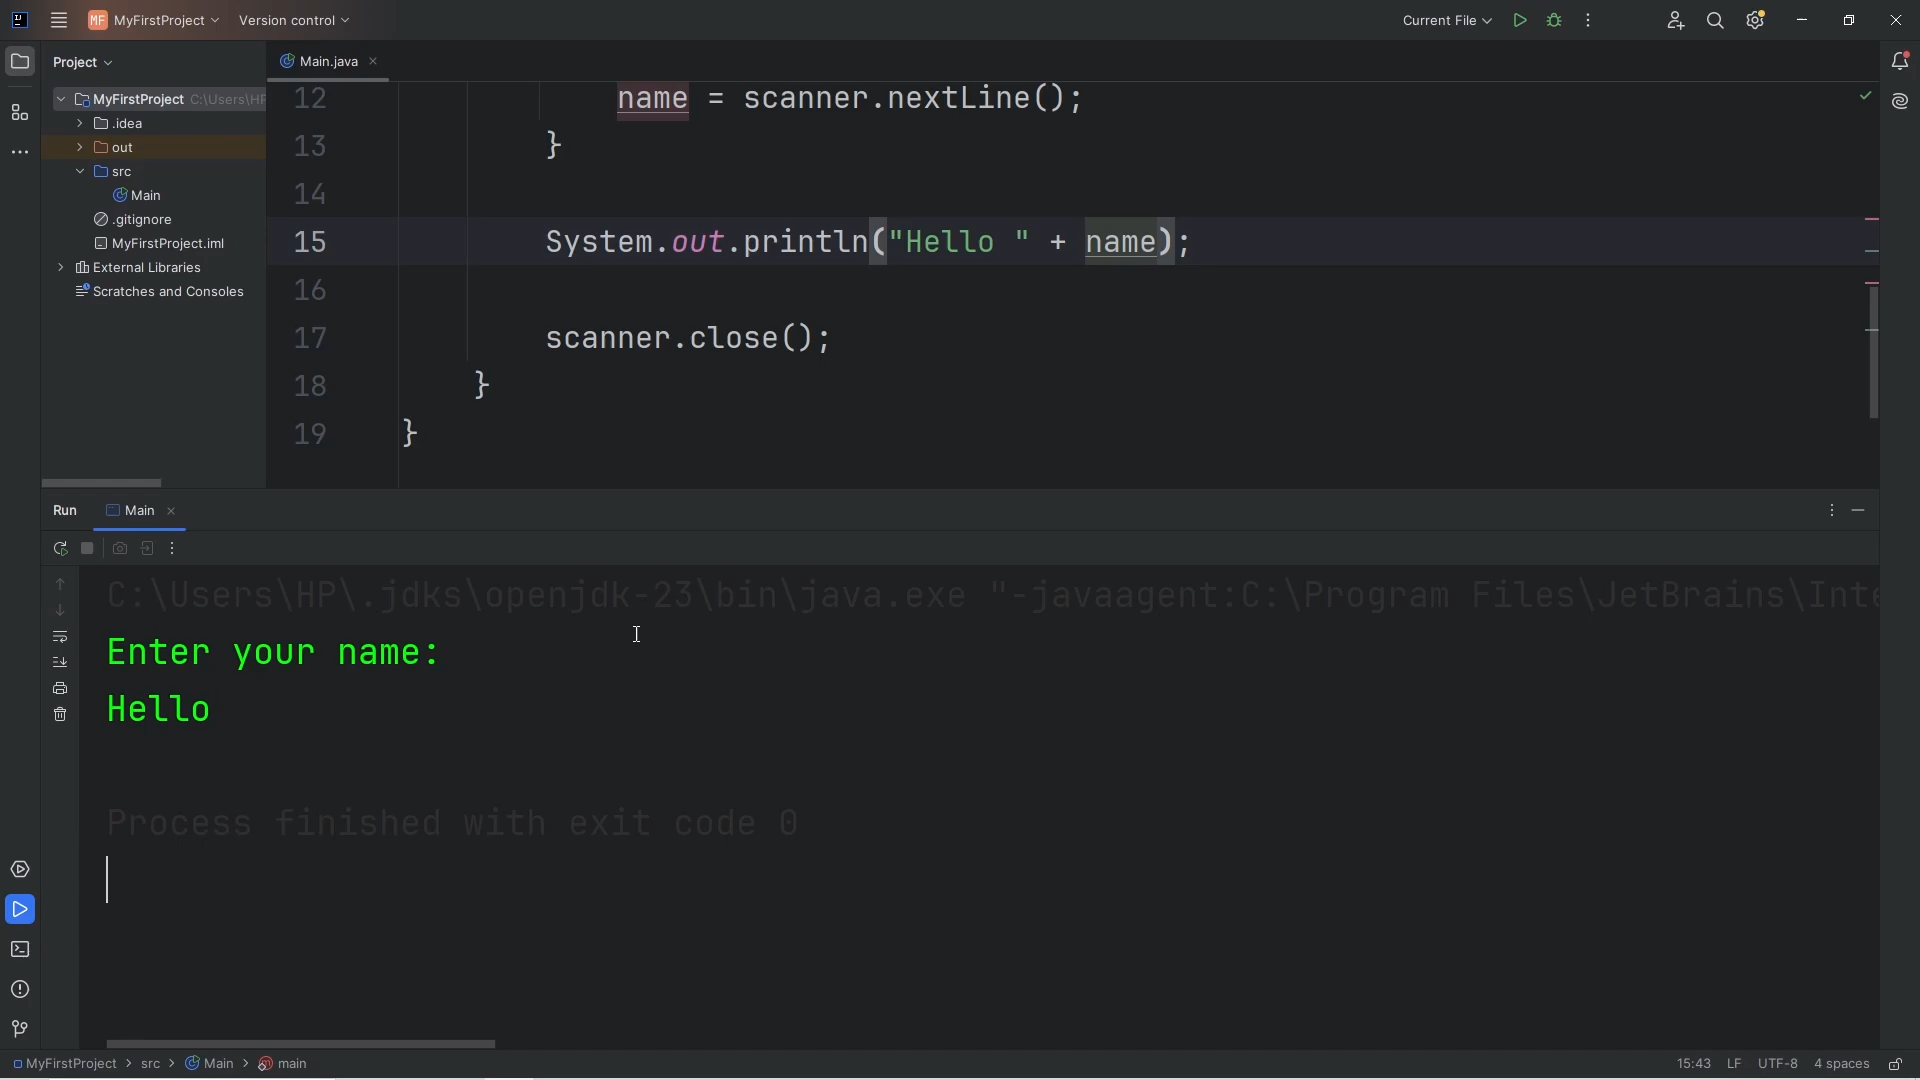 MF MyFirstProject Version control Current File
Project
Main.java
MyFirstProject C:\Users\HP
.idea
out
src
Main
.gitignore
MyFirstProject.iml
External Libraries
Scratches and Consoles
12 name = scanner.nextLine();
13 }
14
15 System.out.println("Hello " + name);
16
17 scanner.close();
18 }
19 }
Run Main
C:\Users\HP\.jdks\openjdk-23\bin\java.exe "-javaagent:C:\Program Files\JetBrains\Inte
Enter your name:
Hello
Process finished with exit code 0
MyFirstProject > src > Main > main 15:43 LF UTF-8 4 spaces